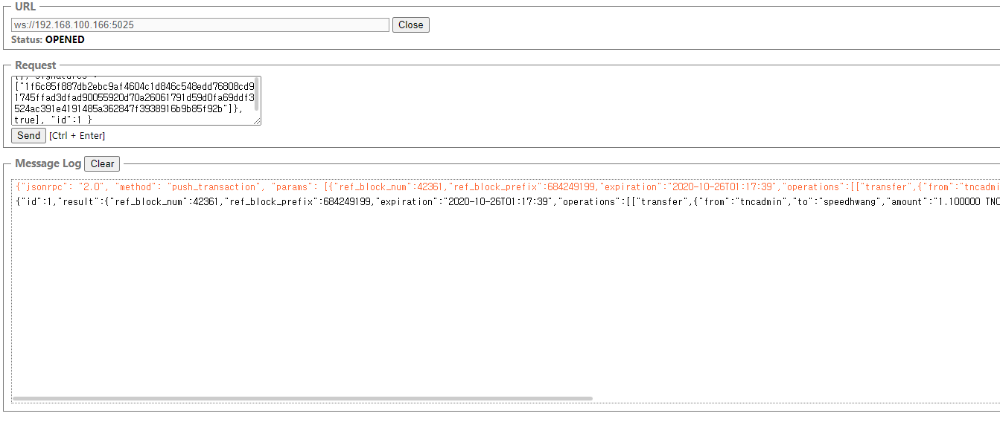 URL
ws://192.168.100.166:5025
Close
Status: OPENED
Request
[], signatures :
["1f6c85f887db2ebc9af4604c1d846c548edd76808cd9
1745ffad3dfad90055920d70a26061791d59d0fa69ddf3
524ac391e4191485a362847f3938916b9b85f92b"]},
true], "id":1 }
Send [Ctrl + Enter]
Message Log Clear
{"jsonrpc": "2.0", "method": "push_transaction", "params": [{"ref_block_num":42361,"ref_block_prefix":684249199,"expiration":"2020-10-26T01:17:39","operations":[["transfer",{"from":"tncadmi
{"id":1,"result":{"ref_block_num":42361,"ref_block_prefix":684249199,"expiration":"2020-10-26T01:17:39","operations":[["transfer",{"from":"tncadmin","to":"speedhwang","amount":"1.100000 TNC